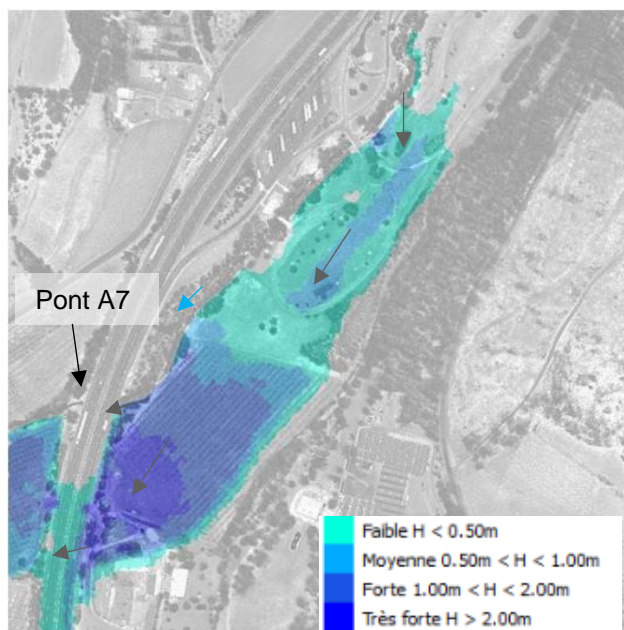 Pont A7
Faible H < 0.50m
Moyenne 0.50m < H < 1.00m
Forte 1.00m < H < 2.00m
Très forte H > 2.00m